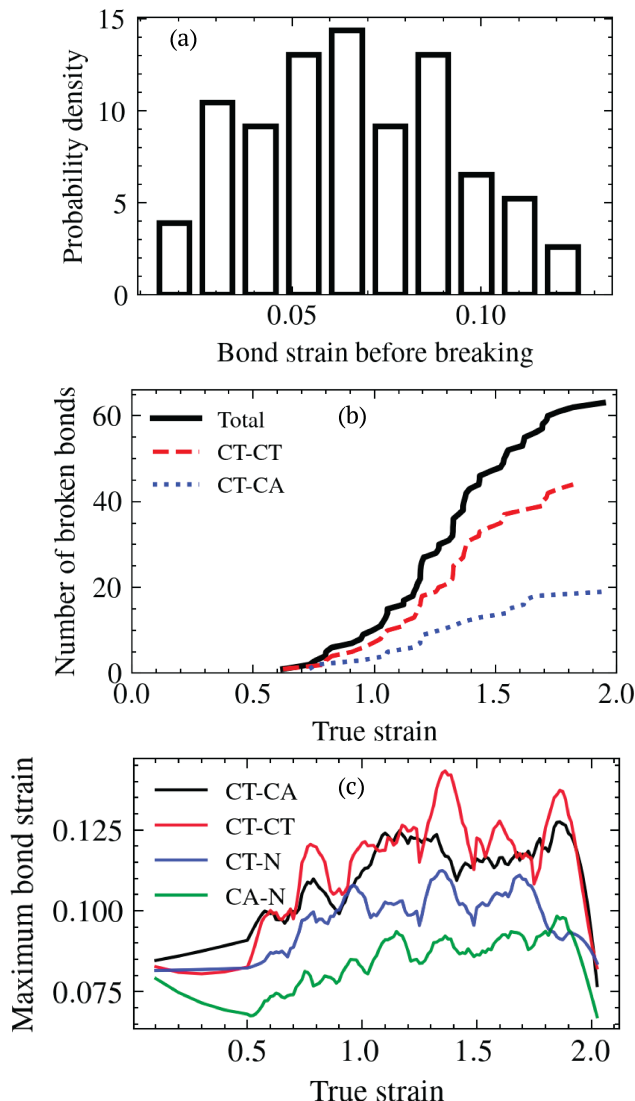 (a)
15
10
5
0
Probability density
0.05
0.10
Bond strain before breaking
(b)
60
40
20
0
Number of broken bonds
Total
CT-CT
CT-CA
0.0
0.5
1.0
1.5
2.0
True strain
(c)
0.125
0.100
0.075
Maximum bond strain
CT-CA
CT-CT
CT-N
CA-N
0.5
1.0
1.5
2.0
True strain